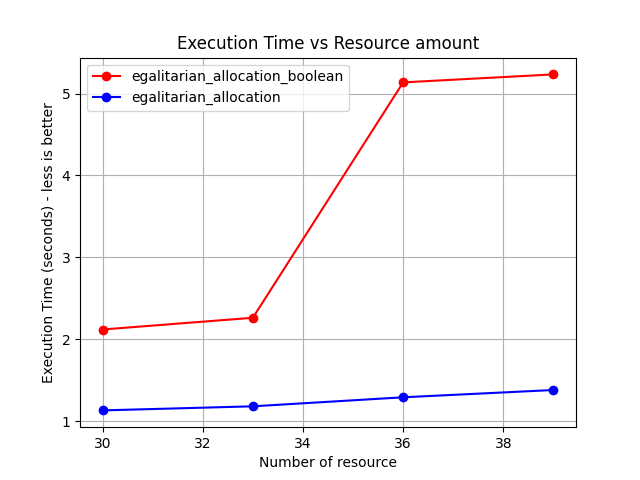 Execution Time vs Resource amount
egalitarian_allocation_boolean
egalitarian_allocation
Execution Time (seconds) - less is better
5
4
3
2
1
30
32
34
36
38
Number of resource